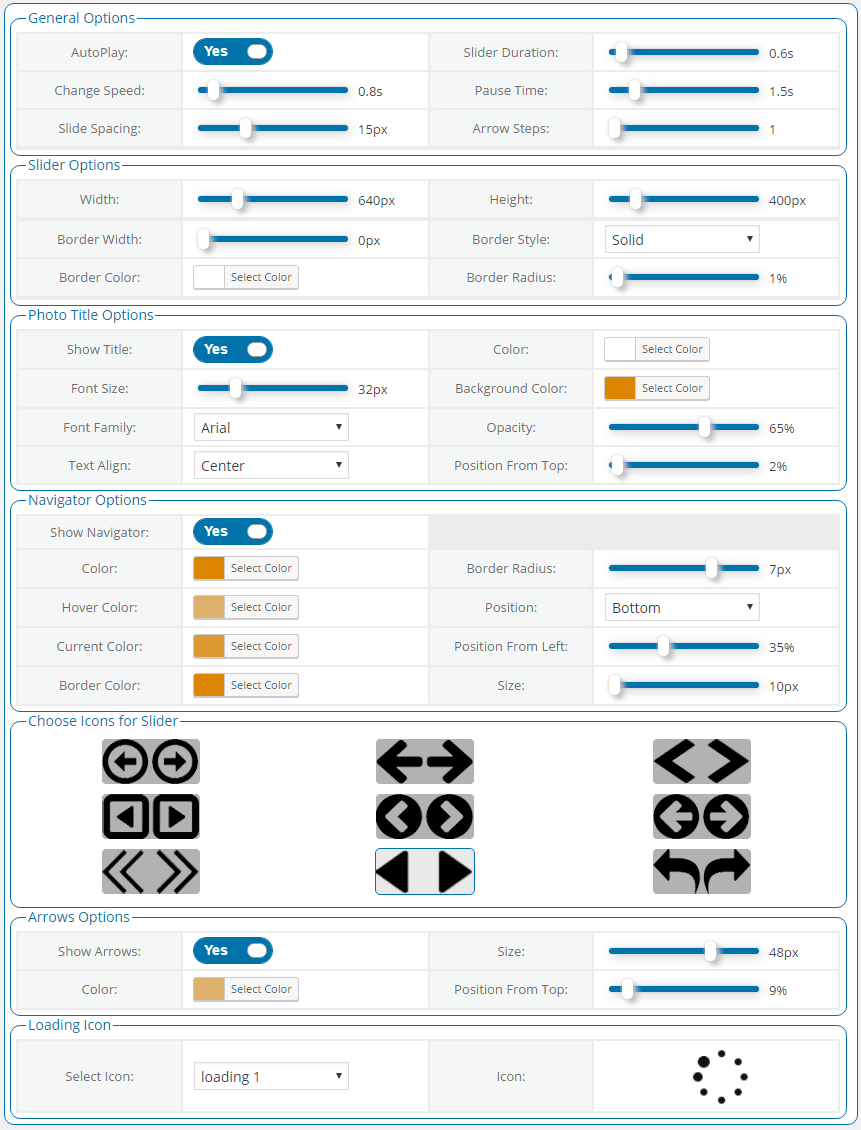 General Options
AutoPlay: Yes Slider Duration: 0.6s
Change Speed: 0.8s Pause Time: 1.5s
Slide Spacing: 15px Arrow Steps: 1
Slider Options
Width: 640px Height: 400px
Border Width: 0px Border Style: Solid
Border Color: Select Color Border Radius: 1%
Photo Title Options
Show Title: Yes Color: Select Color
Font Size: 32px Background Color: Select Color
Font Family: Arial Opacity: 65%
Text Align: Center Position From Top: 2%
Navigator Options
Show Navigator: Yes
Color: Select Color Border Radius: 7px
Hover Color: Select Color Position: Bottom
Current Color: Select Color Position From Left: 35%
Border Color: Select Color Size: 10px
Choose Icons for Slider
Arrows Options
Show Arrows: Yes Size: 48px
Color: Select Color Position From Top: 9%
Loading Icon
Select Icon: loading 1 Icon: